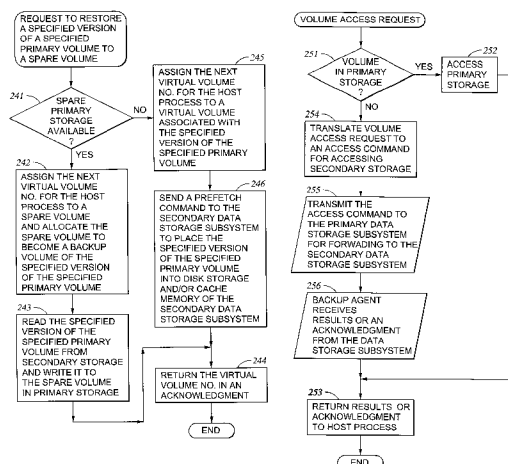 REQUEST TO RESTORE
A SPECIFIED VERSION
OF A SPECIFIED
PRIMARY VOLUME TO
A SPARE VOLUME
241
SPARE
PRIMARY
STORAGE
AVAILABLE
?
NO
YES
242
ASSIGN THE NEXT
VIRTUAL VOLUME
NO. FOR THE HOST
PROCESS TO A
SPARE VOLUME
AND ALLOCATE THE
SPARE VOLUME TO
BECOME A BACKUP
VOLUME OF THE
SPECIFIED VERSION
OF THE SPECIFIED
PRIMARY VOLUME
243
READ THE SPECIFIED
VERSION OF THE
SPECIFIED PRIMARY
VOLUME FROM
SECONDARY STORAGE
AND WRITE IT TO
THE SPARE VOLUME
IN PRIMARY STORAGE
245
ASSIGN THE NEXT
VIRTUAL VOLUME
NO. FOR THE HOST
PROCESS TO A
VIRTUAL VOLUME
ASSOCIATED WITH
THE SPECIFIED
VERSION OF THE
SPECIFIED PRIMARY
VOLUME
246
SEND A PREFETCH
COMMAND TO THE
SECONDARY DATA
STORAGE SUBSYSTEM
TO PLACE THE
SPECIFIED VERSION
OF THE SPECIFIED
PRIMARY VOLUME
INTO DISK STORAGE
AND/OR CACHE
MEMORY OF THE
SECONDARY DATA
STORAGE SUBSYSTEM
244
RETURN THE VIRTUAL
VOLUME NO. IN AN
ACKNOWLEDGMENT
END
VOLUME ACCESS REQUEST
251
VOLUME
IN PRIMARY
STORAGE
?
YES
NO
252
ACCESS
PRIMARY
STORAGE
254
TRANSLATE VOLUME
ACCESS REQUEST TO
AN ACCESS COMMAND
FOR ACCESSING
SECONDARY STORAGE
255
TRANSMIT THE
ACCESS COMMAND TO
THE PRIMARY DATA
STORAGE SUBSYSTEM
FOR FORWADING TO THE
SECONDARY DATA
STORAGE SUBSYSTEM
256
BACKUP AGENT
RECEIVES
RESULTS OR AN
ACKNOWLEDGMENT
FROM THE DATA
STORAGE SUBSYSTEM
253
RETURN RESULTS OR
ACKNOWLEDGMENT
TO HOST PROCESS
END